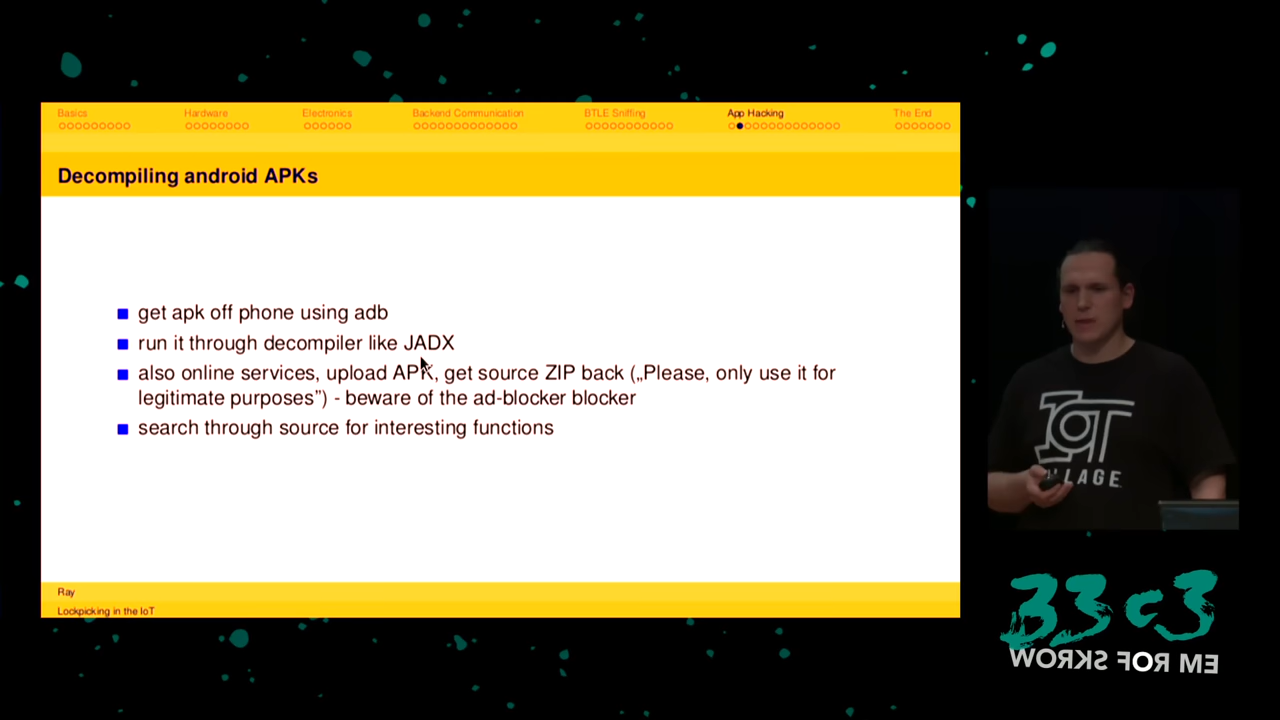 Basics Hardware Electronics Backend Communication BTLE Sniffing App Hacking The End
Decompiling android APKs
get apk off phone using adb
run it through decompiler like JADX
also online services, upload APK, get source ZIP back („Please, only use it for
legitimate purposes”) - beware of the ad-blocker blocker
search through source for interesting functions
Ray
Lockpicking in the IoT
IOT
VILLAGE
33c3
WORKS FOR ME